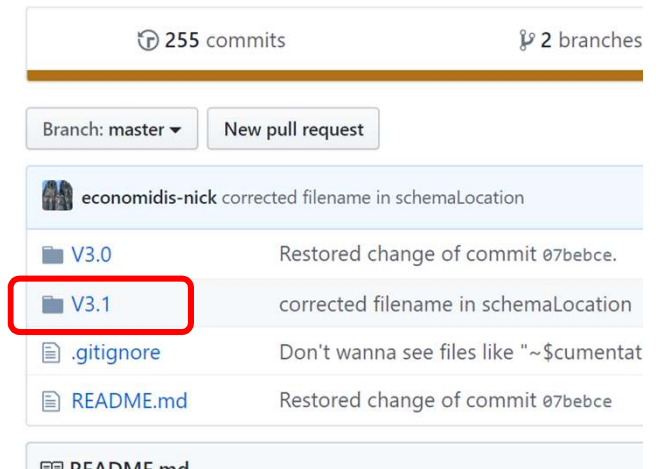 255 commits 2 branches
Branch: master New pull request
economidis-nick corrected filename in schemaLocation
V3.0 Restored change of commit 07bebce.
V3.1 corrected filename in schemaLocation
.gitignore Don't wanna see files like "~$cumentat
README.md Restored change of commit 07bebce
README.md